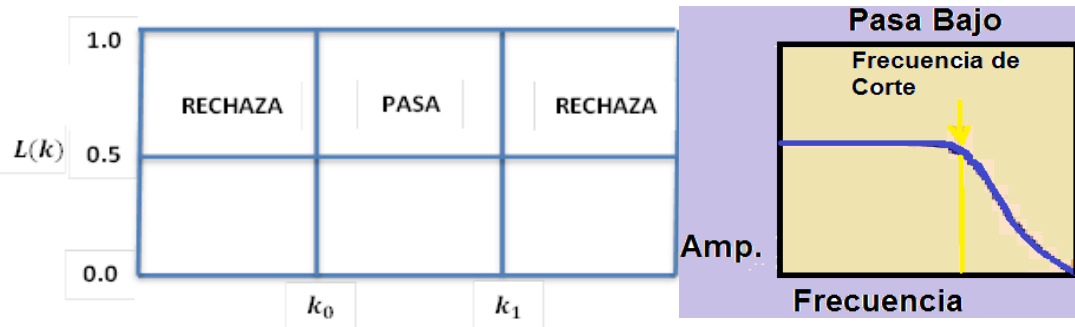 1.0
RECHAZA
PASA
RECHAZA
L(k)
0.5
0.0
k₀
k₁
Pasa Bajo
Frecuencia de
Corte
Amp.
Frecuencia